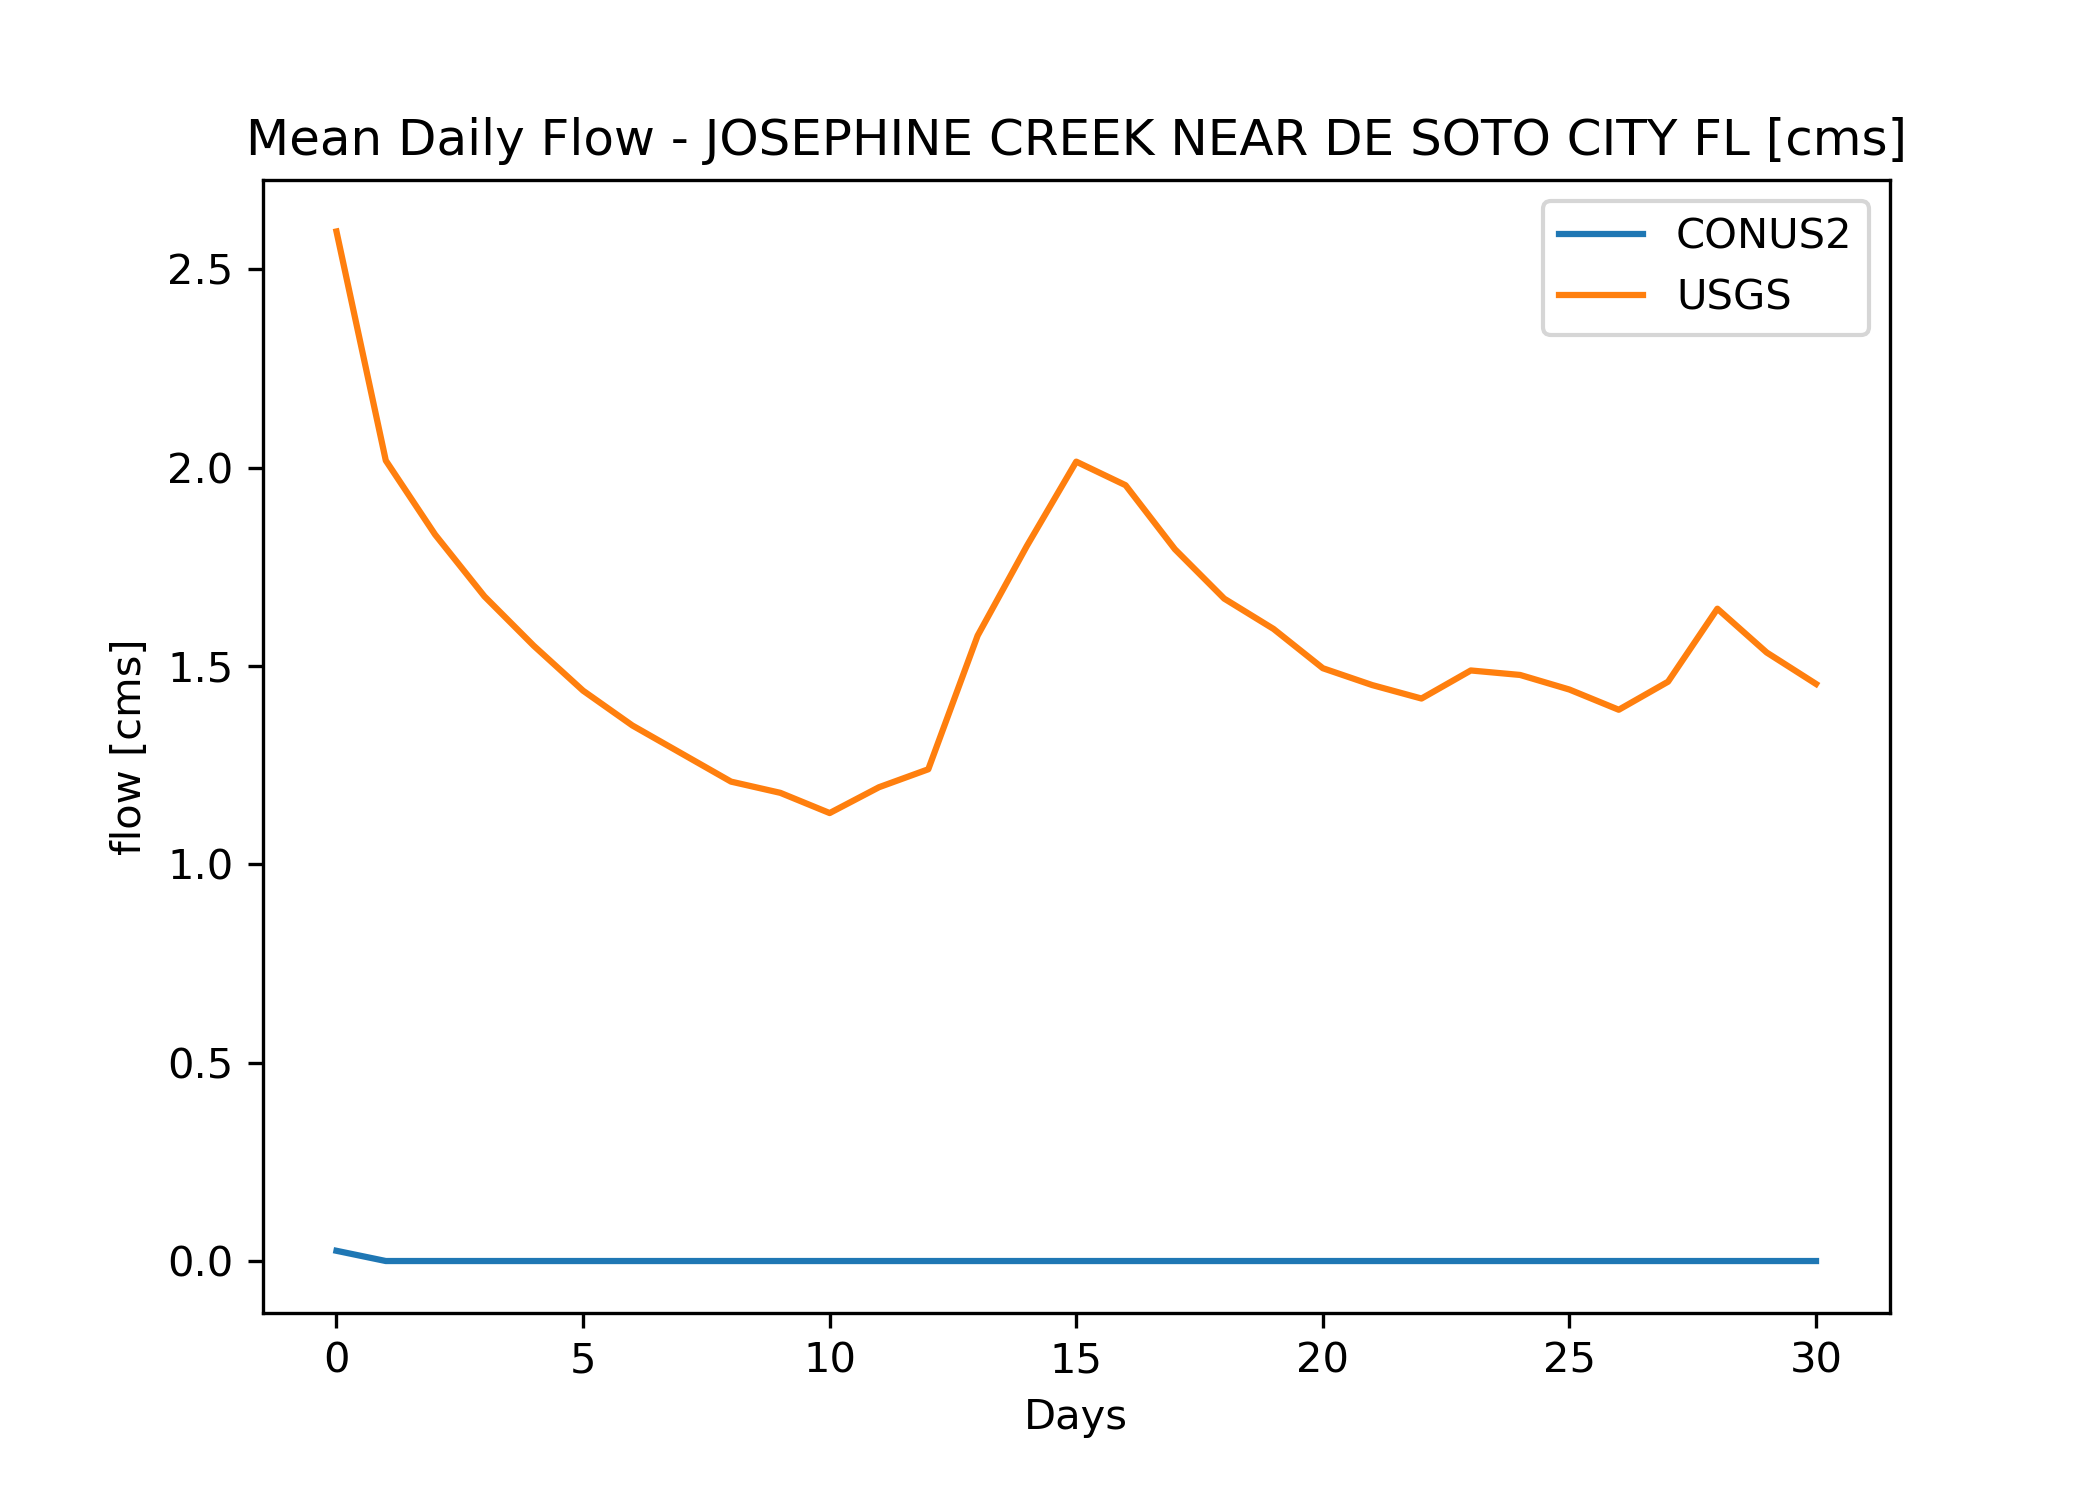 Mean Daily Flow - JOSEPHINE CREEK NEAR DE SOTO CITY FL [cms]
CONUS2
USGS
flow [cms]
2.5
2.0
1.5
1.0
0.5
0.0
0 5 10 15 20 25 30
Days